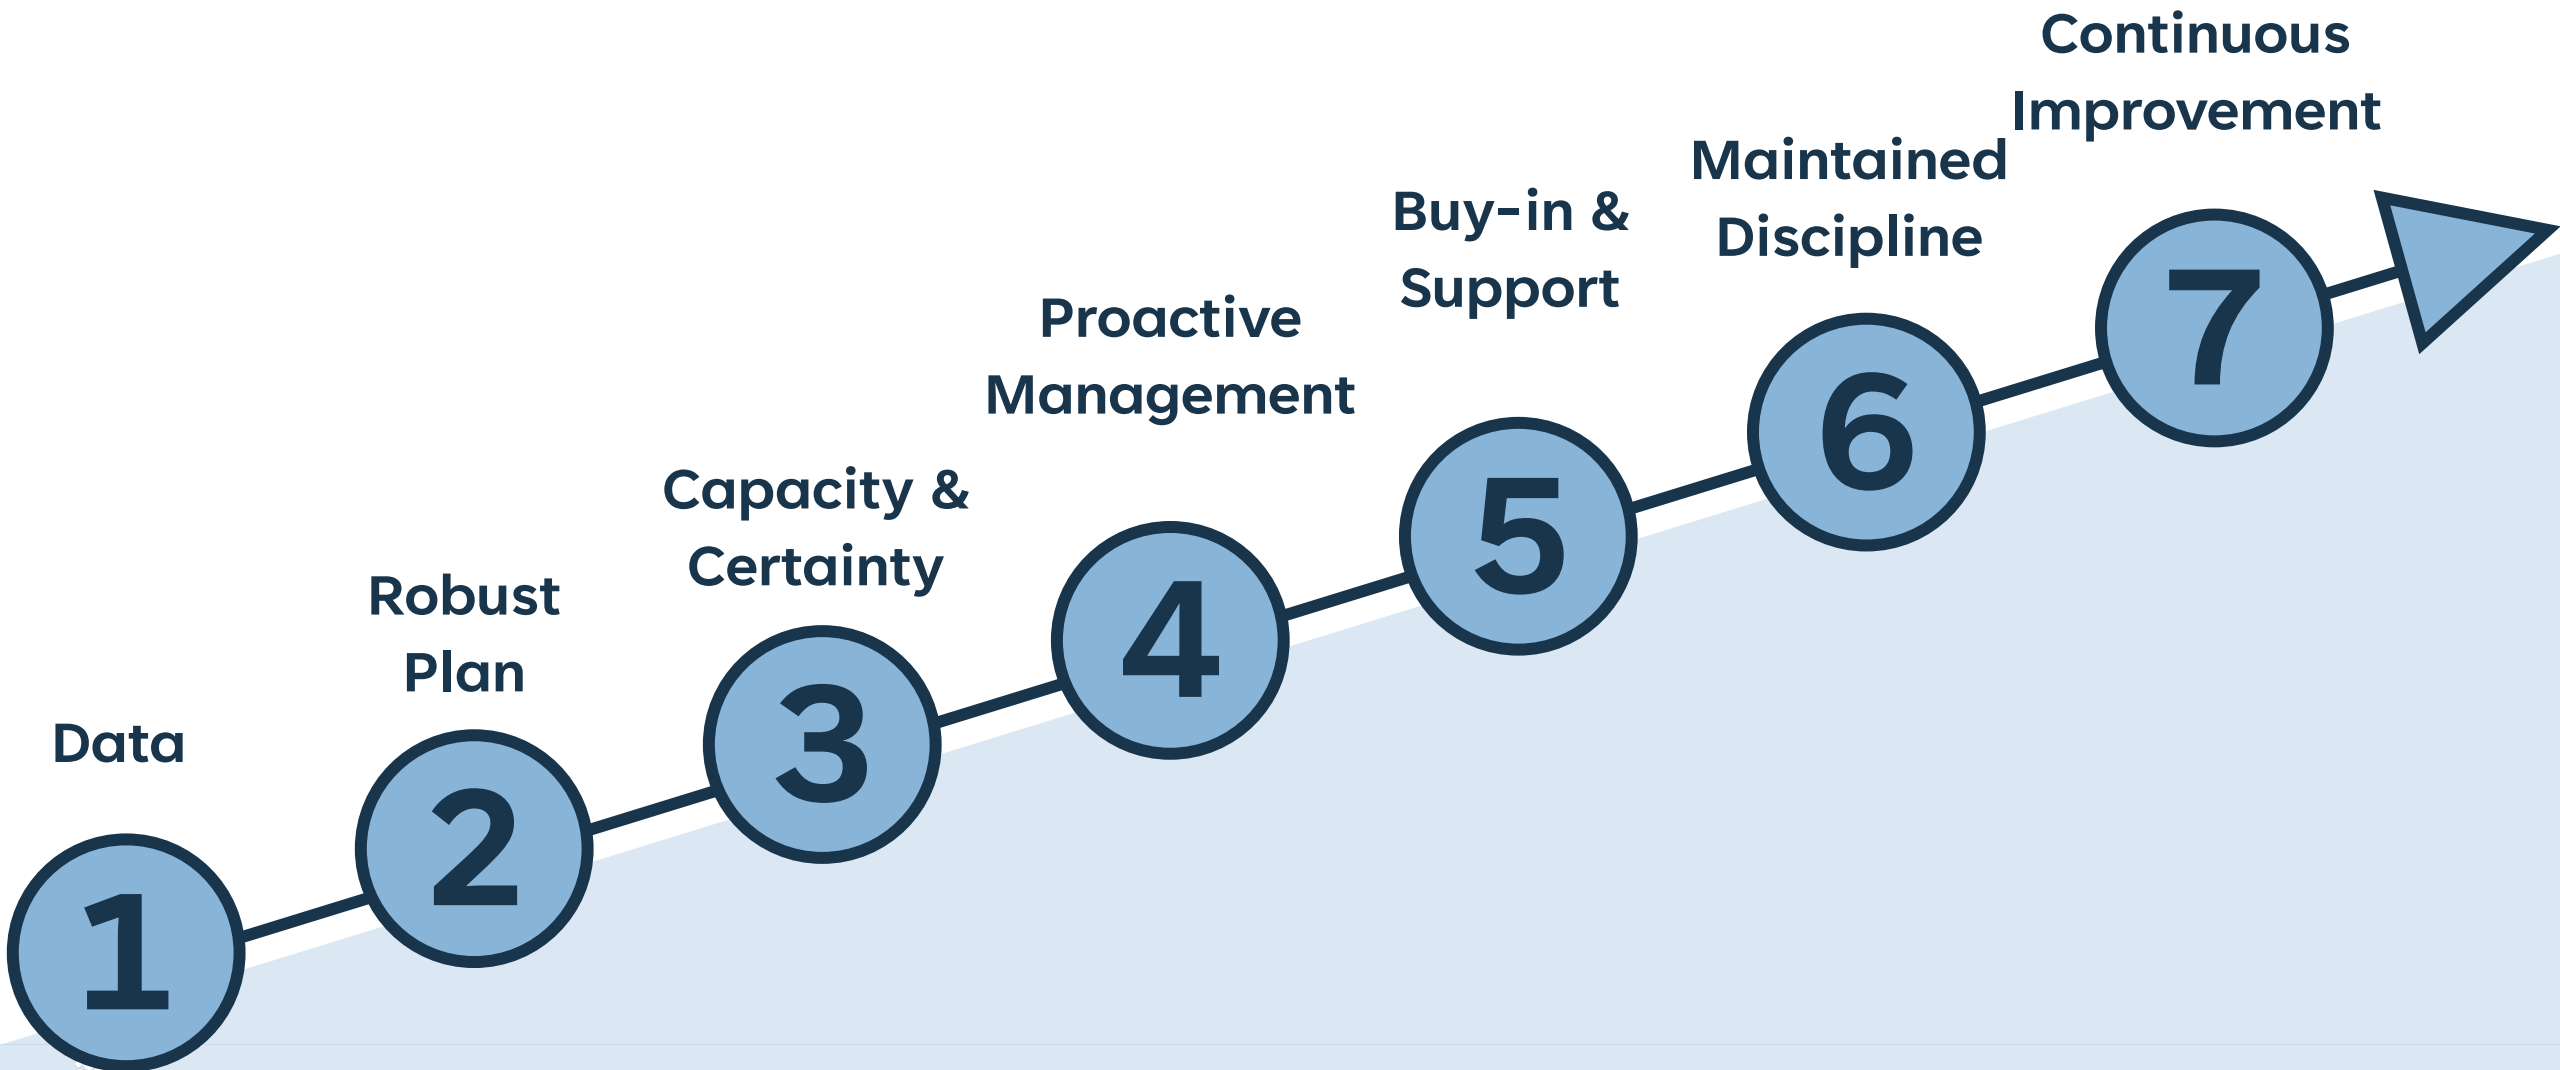 Data
1
Robust
Plan
2
Capacity &
Certainty
3
Proactive
Management
4
Buy-in &
Support
5
Maintained
Discipline
6
Continuous
Improvement
7